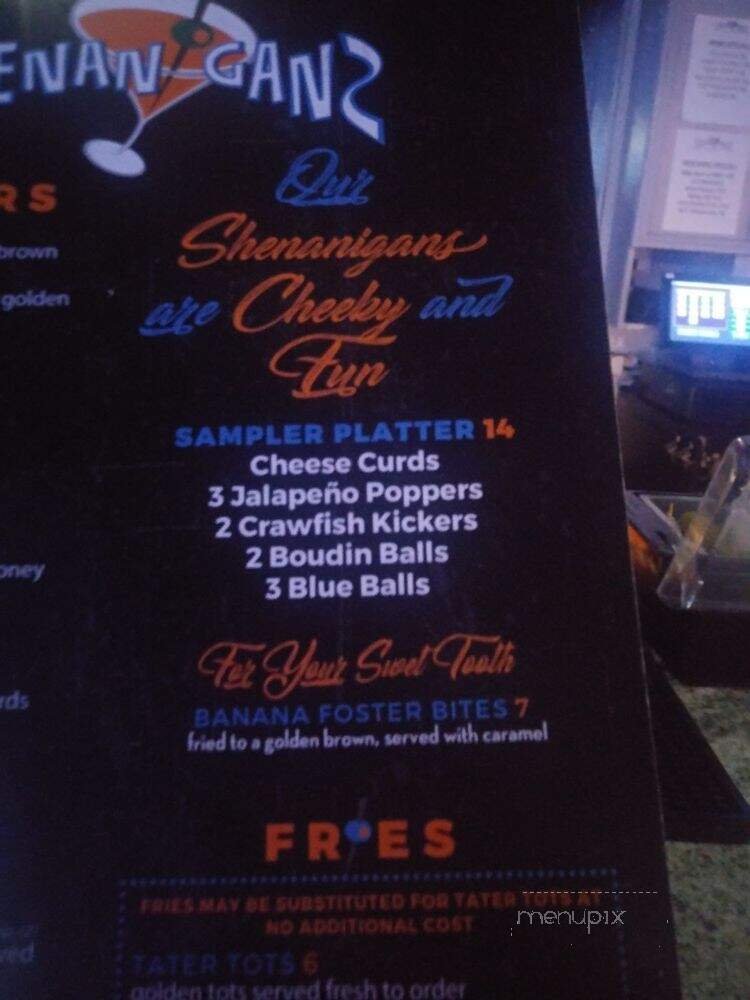 ENANIGANZ
RS
brown
golden
oney
rds
Our
Shenanigans
are Cheeky and
Fun
SAMPLER PLATTER 14
Cheese Curds
3 Jalapeño Poppers
2 Crawfish Kickers
2 Boudin Balls
3 Blue Balls
For Your Sweet Tooth
BANANA FOSTER BITES 7
fried to a golden brown, served with caramel
FRIES
FRIES MAY BE SUBSTITUTED FOR TATER TOTS AT
NO ADDITIONAL COST
TATER TOTS 6
golden tots served fresh to order
menupix